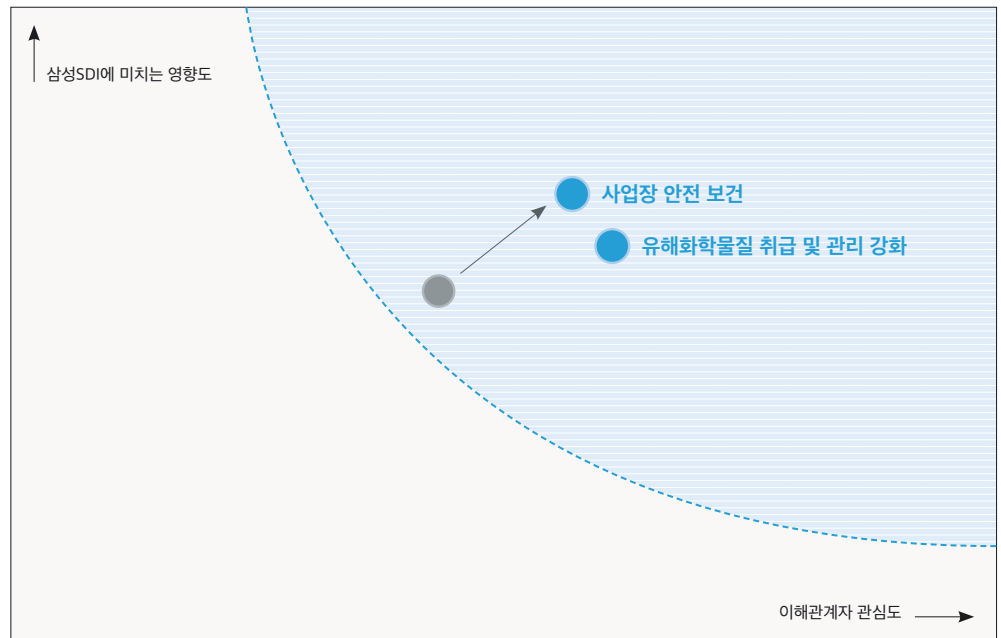 삼성SDI에 미치는 영향도
사업장 안전 보건
유해화학물질 취급 및 관리 강화
이해관계자 관심도